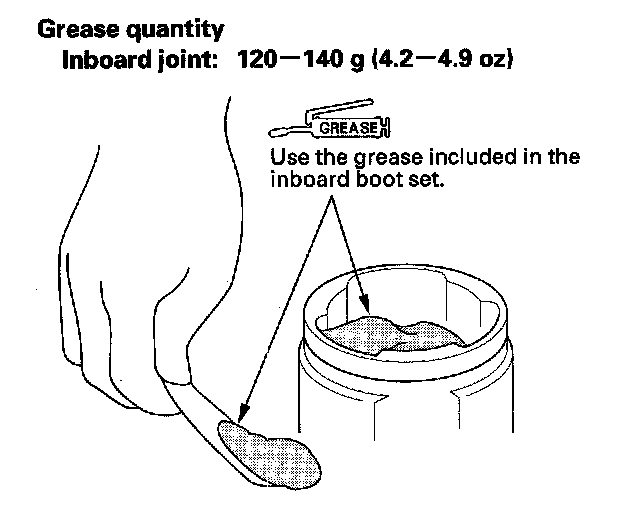 Grease quantity
Inboard joint: 120—140 g (4.2—4.9 oz)
GREASE
Use the grease included in the
inboard boot set.